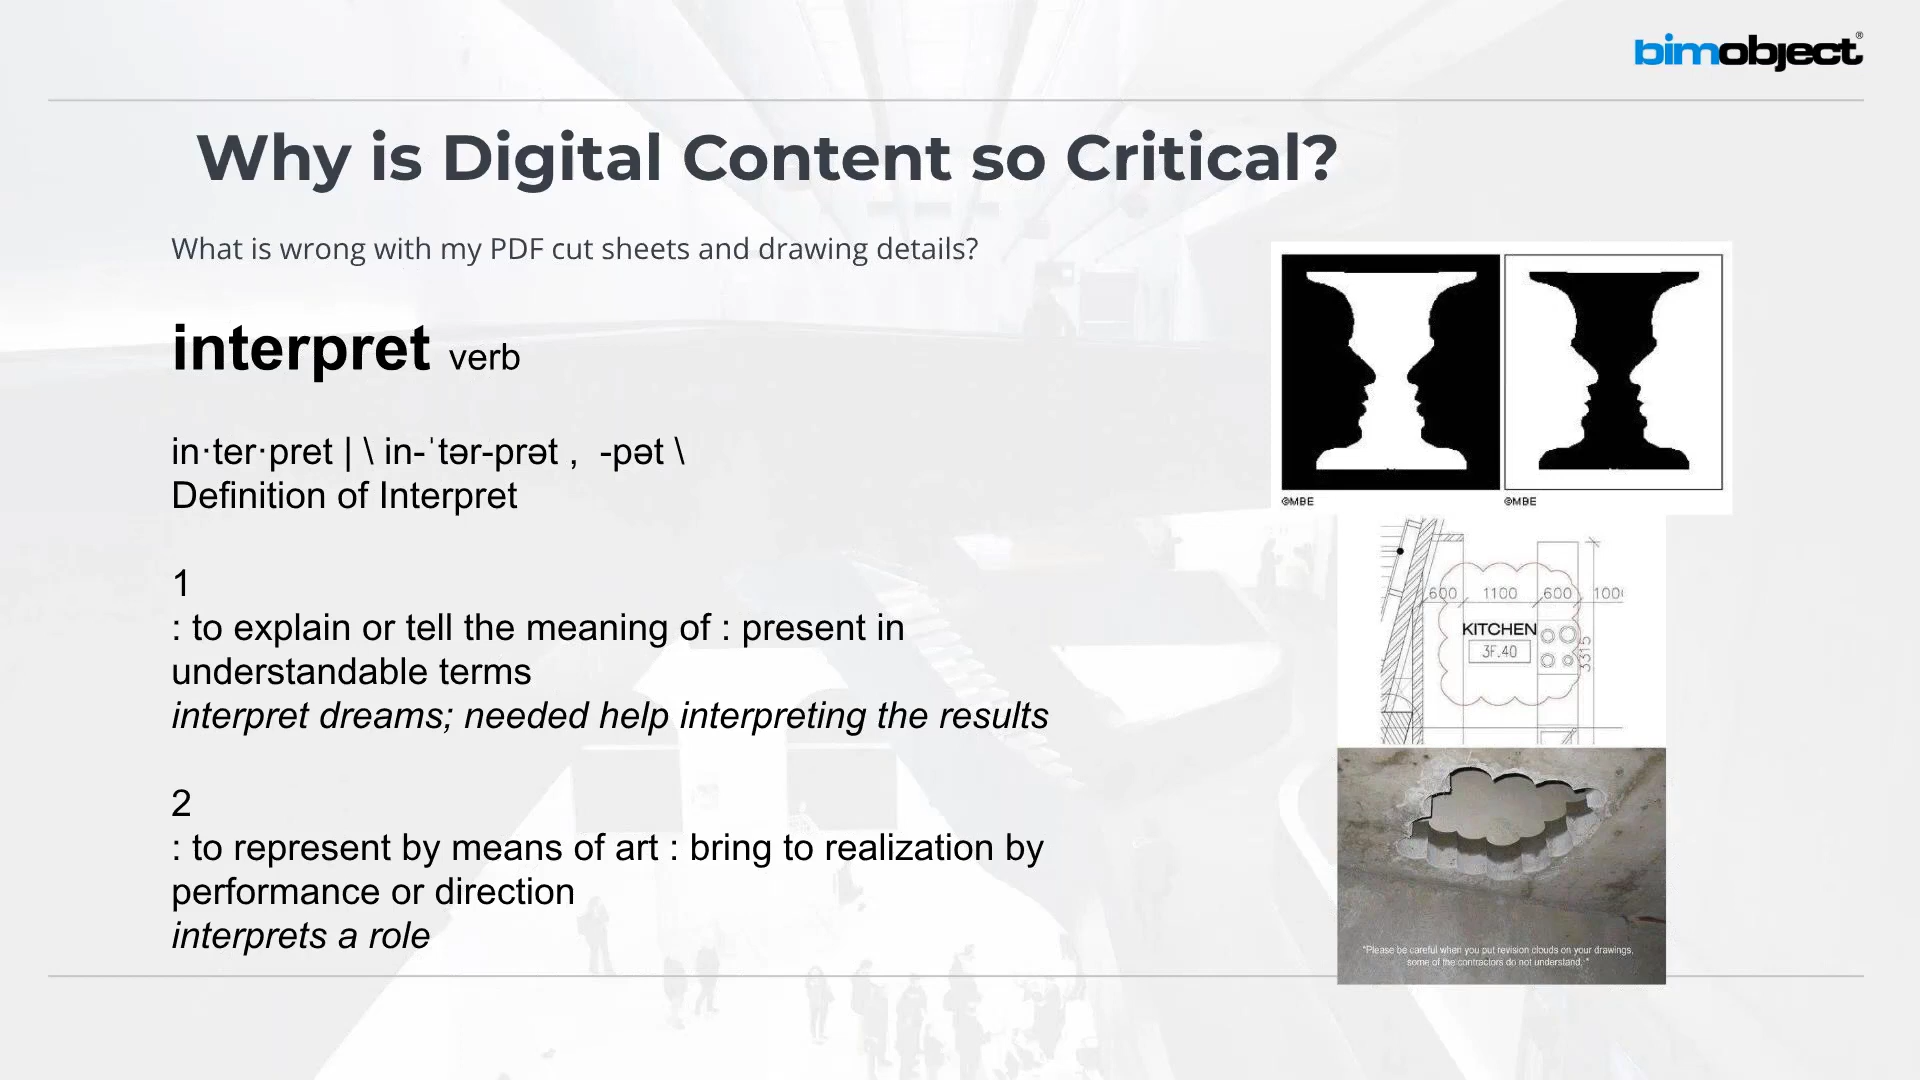 bimobject®
Why is Digital Content so Critical?
What is wrong with my PDF cut sheets and drawing details?
interpret verb
in·ter·pret | \ in-ˈtər-prət , -pət \
Definition of Interpret
1
: to explain or tell the meaning of : present in
understandable terms
interpret dreams; needed help interpreting the results
2
: to represent by means of art : bring to realization by
performance or direction
interprets a role
©MBE ©MBE
600 1100 600 100
KITCHEN
3F.40
3315
"Please be careful when you put revision clouds on your drawings,
some of the contractors do not understand. "